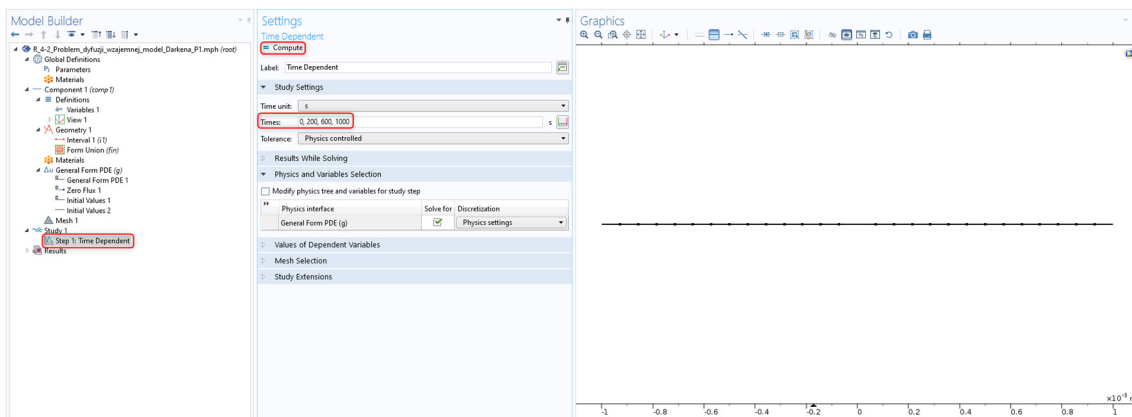 Model Builder
R_4-2_Problem_dyfuzji_wzajemnej_model_Darkena_P1.mph (root)
Global Definitions
Pi Parameters
Materials
Component 1 (comp1)
Definitions
a= Variables 1
View 1
Geometry 1
Interval 1 (i1)
Form Union (fin)
Materials
Δu General Form PDE (g)
General Form PDE 1
Zero Flux 1
Initial Values 1
Initial Values 2
Mesh 1
Study 1
Step 1: Time Dependent
Results
Settings
Time Dependent
= Compute
Label: Time Dependent
Study Settings
Time unit: s
Times: 0, 200, 600, 1000 s
Tolerance: Physics controlled
Results While Solving
Physics and Variables Selection
Modify physics tree and variables for study step
Physics interface Solve for Discretization
General Form PDE (g) Physics settings
Values of Dependent Variables
Mesh Selection
Study Extensions
Graphics
×10⁻³
-1 -0.8 -0.6 -0.4 -0.2 0 0.2 0.4 0.6 0.8 1